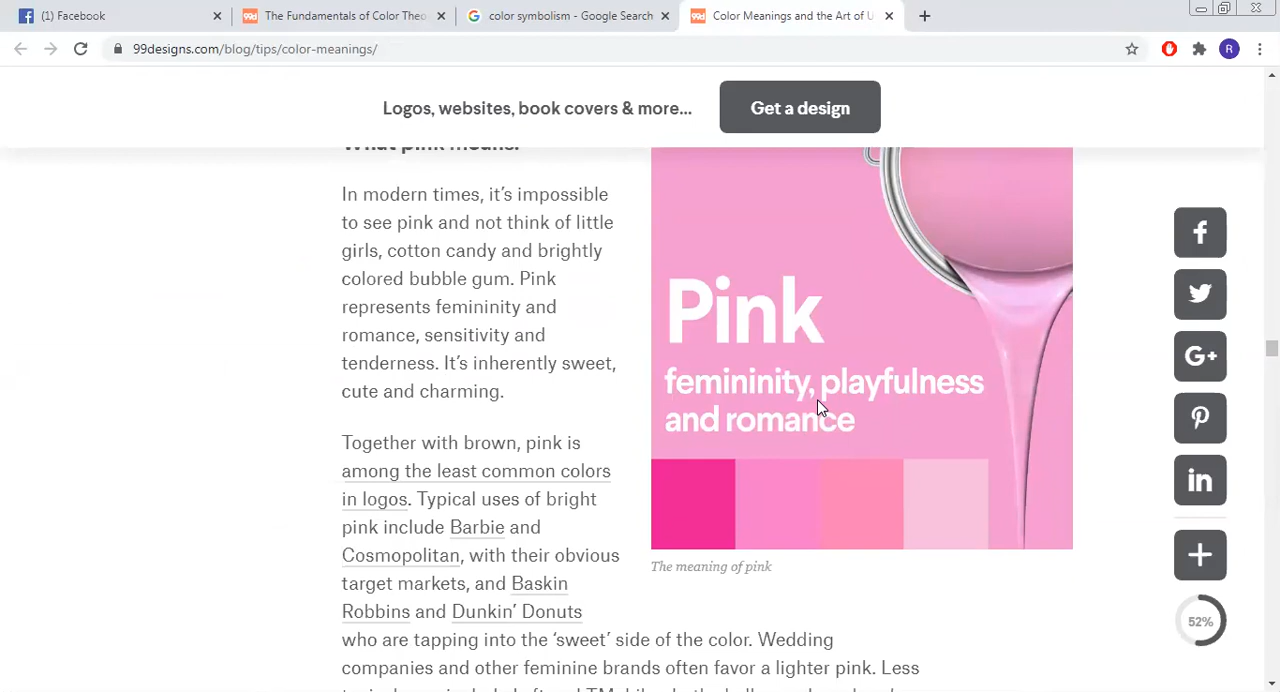 (1) Facebook
The Fundamentals of Color Theo
color symbolism - Google Search
Color Meanings and the Art of U
99designs.com/blog/tips/color-meanings/
R
Logos, websites, book covers & more...
Get a design
What pink means:
In modern times, it's impossible
to see pink and not think of little
girls, cotton candy and brightly
colored bubble gum. Pink
represents femininity and
romance, sensitivity and
tenderness. It's inherently sweet,
cute and charming.
Together with brown, pink is
among the least common colors
in logos. Typical uses of bright
pink include Barbie and
Cosmopolitan, with their obvious
target markets, and Baskin
Robbins and Dunkin' Donuts
who are tapping into the 'sweet' side of the color. Wedding
companies and other feminine brands often favor a lighter pink. Less
Pink
femininity, playfulness
and romance
The meaning of pink
52%